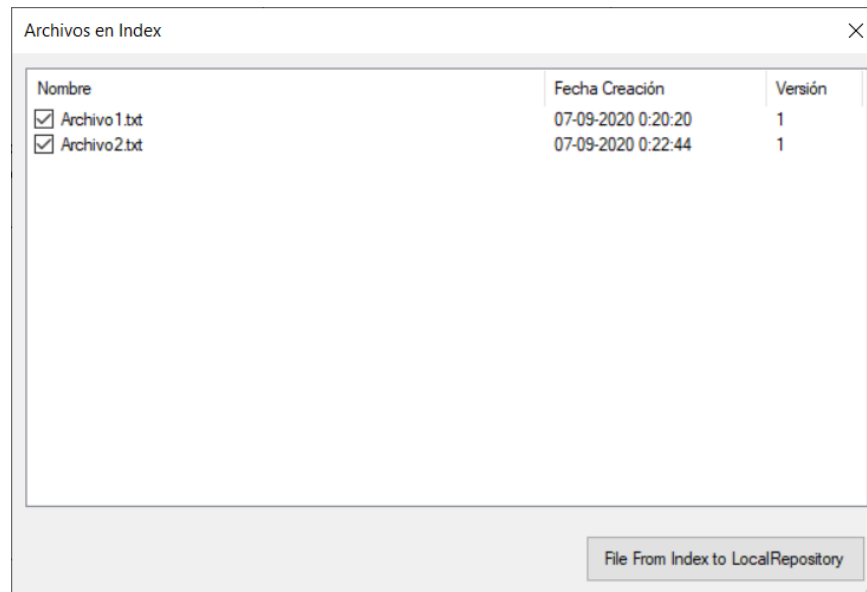 Archivos en Index
Nombre Fecha Creación Versión
Archivo1.txt 07-09-2020 0:20:20 1
Archivo2.txt 07-09-2020 0:22:44 1
File From Index to LocalRepository